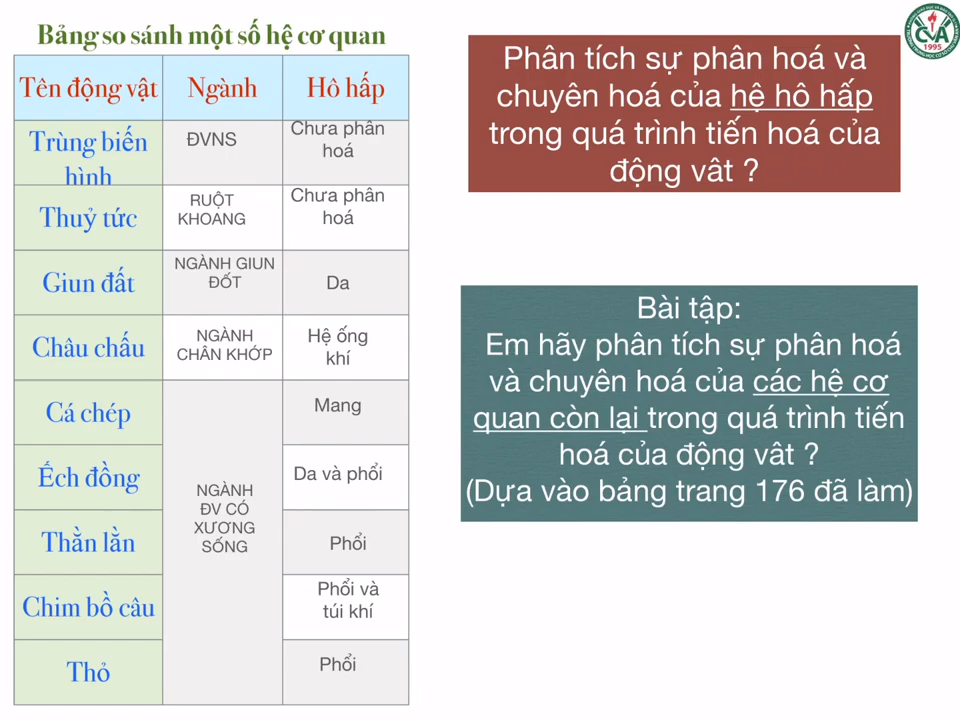 Bảng so sánh một số hệ cơ quan
Tên động vật Ngành Hô hấp
Trùng biến hình ĐVNS Chưa phân hoá
Thuỷ tức RUỘT KHOANG Chưa phân hoá
Giun đất NGÀNH GIUN ĐỐT Da
Châu chấu NGÀNH CHÂN KHỚP Hệ ống khí
Cá chép Mang
Ếch đồng Da và phổi
NGÀNH
ĐV CÓ
XƯƠNG
SỐNG
Thằn lằn Phổi
Chim bồ câu Phổi và túi khí
Thỏ Phổi
Phân tích sự phân hoá và
chuyên hoá của hệ hô hấp
trong quá trình tiến hoá của
động vât ?
Bài tập:
Em hãy phân tích sự phân hoá
và chuyên hoá của các hệ cơ
quan còn lại trong quá trình tiến
hoá của động vât ?
(Dựa vào bảng trang 176 đã làm)
CVA
1995